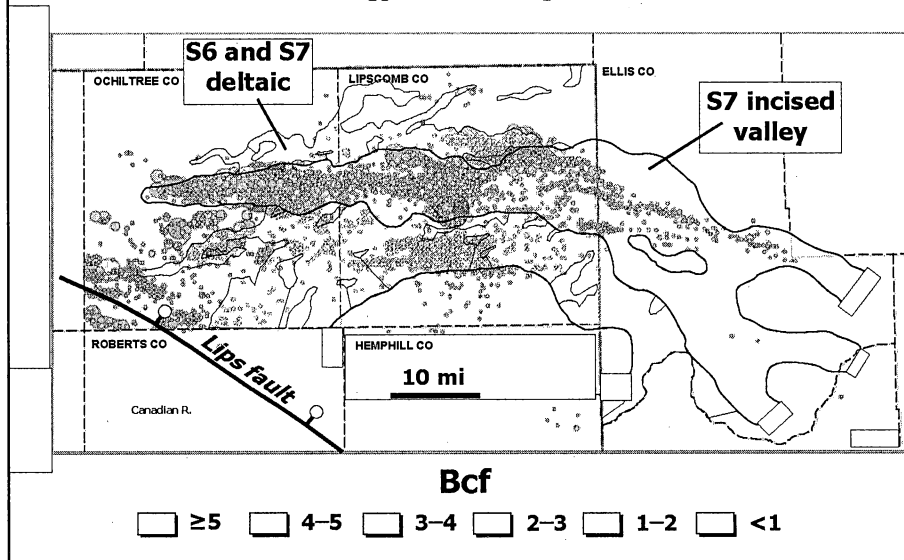 S6 and S7
deltaic
OCHILTREE CO
LIPSCOMB CO
ELLIS CO
S7 incised
valley
ROBERTS CO
Lips fault
HEMPHILL CO
10 mi
Canadian R.
Bcf
≥5
4–5
3–4
2–3
1–2
<1